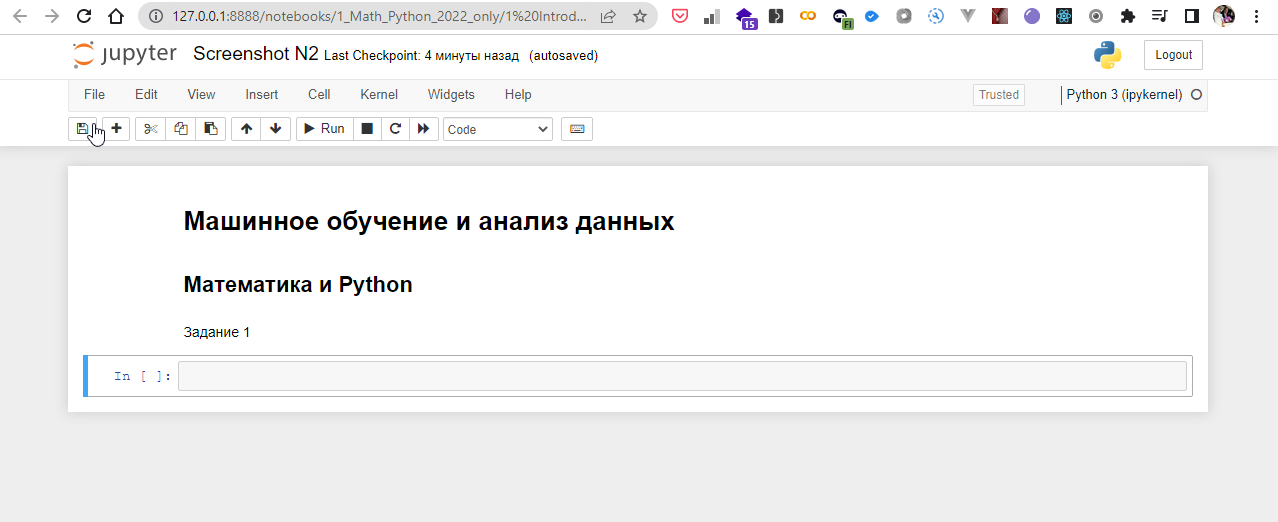 127.0.0.1:8888/notebooks/1_Math_Python_2022_only/1%20Introd...
15
FI
jupyter Screenshot N2 Last Checkpoint: 4 минуты назад (autosaved)
Logout
File Edit View Insert Cell Kernel Widgets Help
Trusted
Python 3 (ipykernel)
Run
Code
Машинное обучение и анализ данных
Математика и Python
Задание 1
In [ ]: